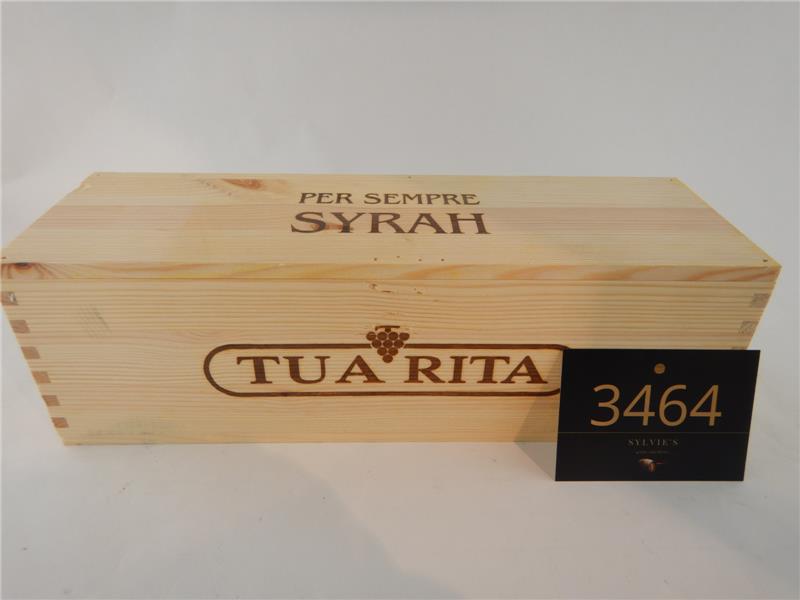 PER SEMPRE
SYRAH
TUA RITA
3464
SYLVIE'S